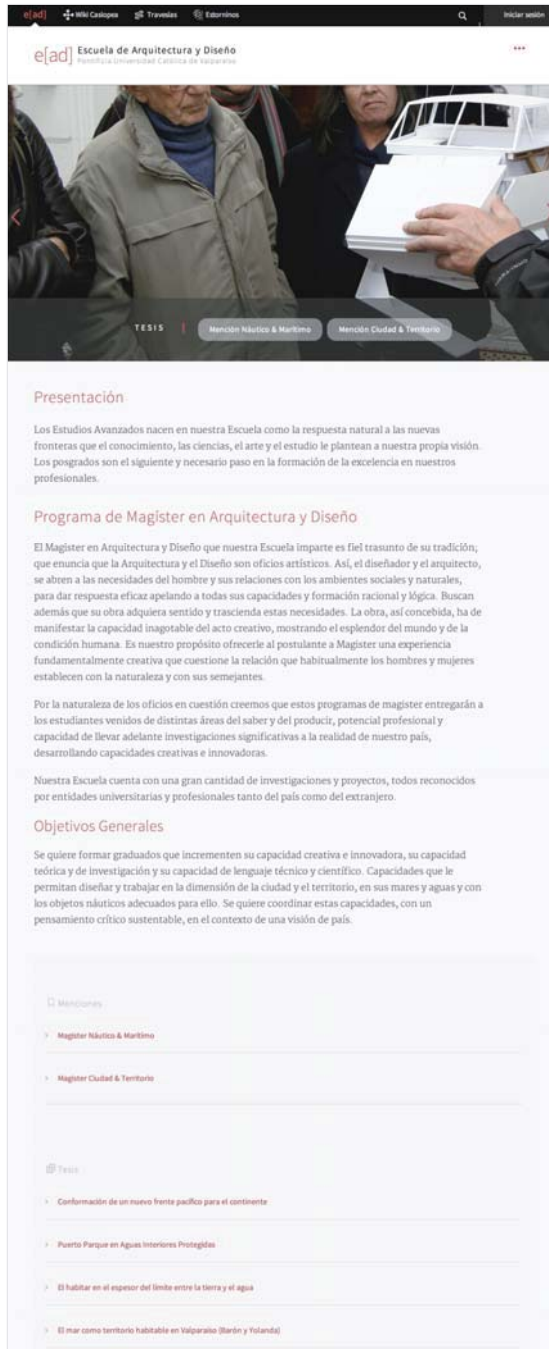 e[ad] Wiki Casiopea Travesías Estorninos Iniciar sesión
e[ad] Escuela de Arquitectura y Diseño
Pontificia Universidad Católica de Valparaíso
TESIS | Mención Náutico & Marítimo Mención Ciudad & Territorio
Presentación
Los Estudios Avanzados nacen en nuestra Escuela como la respuesta natural a las nuevas
fronteras que el conocimiento, las ciencias, el arte y el estudio le plantean a nuestra propia visión.
Los posgrados son el siguiente y necesario paso en la formación de la excelencia en nuestros
profesionales.
Programa de Magíster en Arquitectura y Diseño
El Magíster en Arquitectura y Diseño que nuestra Escuela imparte es fiel trasunto de su tradición;
que enuncia que la Arquitectura y el Diseño son oficios artísticos. Así, el diseñador y el arquitecto,
se abren a las necesidades del hombre y sus relaciones con los ambientes sociales y naturales,
para dar respuesta eficaz apelando a todas sus capacidades y formación racional y lógica. Buscan
además que su obra adquiera sentido y trascienda estas necesidades. La obra, así concebida, ha de
manifestar la capacidad inagotable del acto creativo, mostrando el esplendor del mundo y de la
condición humana. Es nuestro propósito ofrecerle al postulante a Magíster una experiencia
fundamentalmente creativa que cuestione la relación que habitualmente los hombres y mujeres
establecen con la naturaleza y con sus semejantes.
Por la naturaleza de los oficios en cuestión creemos que estos programas de magíster entregarán a
los estudiantes venidos de distintas áreas del saber y del producir, potencial profesional y
capacidad de llevar adelante investigaciones significativas a la realidad de nuestro país,
desarrollando capacidades creativas e innovadoras.
Nuestra Escuela cuenta con una gran cantidad de investigaciones y proyectos, todos reconocidos
por entidades universitarias y profesionales tanto del país como del extranjero.
Objetivos Generales
Se quiere formar graduados que incrementen su capacidad creativa e innovadora, su capacidad
teórica y de investigación y su capacidad de lenguaje técnico y científico. Capacidades que le
permitan diseñar y trabajar en la dimensión de la ciudad y el territorio, en sus mares y aguas y con
los objetos náuticos adecuados para ello. Se quiere coordinar estas capacidades, con un
pensamiento crítico sustentable, en el contexto de una visión de país.
Menciones
Magíster Náutico & Marítimo
Magíster Ciudad & Territorio
Tesis
Conformación de un nuevo frente pacífico para el continente
Puerto Parque en Aguas Interiores Protegidas
El habitar en el espesor del límite entre la tierra y el agua
El mar como territorio habitable en Valparaíso (Barón y Yolanda)